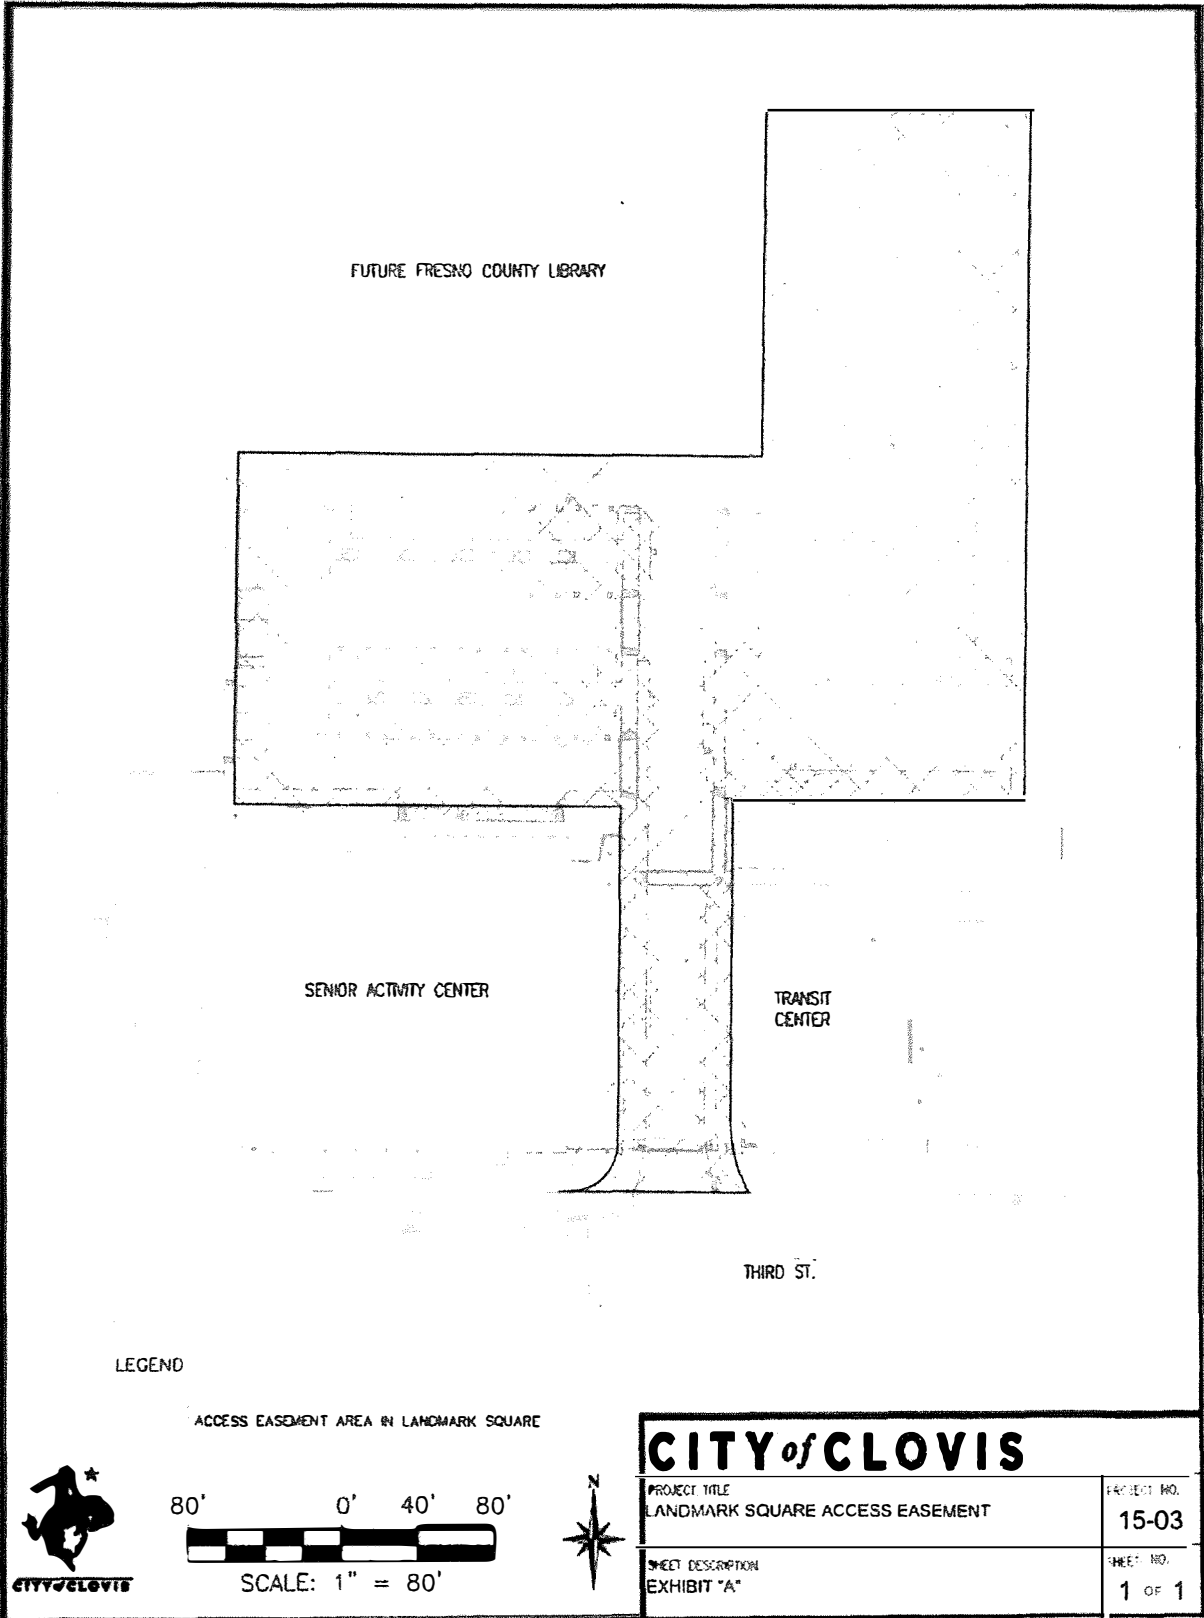 FUTURE FRESNO COUNTY LIBRARY
SENIOR ACTIVITY CENTER
TRANSIT
CENTER
THIRD ST.
LEGEND
ACCESS EASEMENT AREA IN LANDMARK SQUARE
CITY of CLOVIS
80' 0' 40' 80'
SCALE: 1" = 80'
N
CITY of CLOVIS
PROJECT TITLE
LANDMARK SQUARE ACCESS EASEMENT
PROJECT NO.
15-03
SHEET DESCRIPTION
EXHIBIT "A"
SHEET NO.
1 OF 1